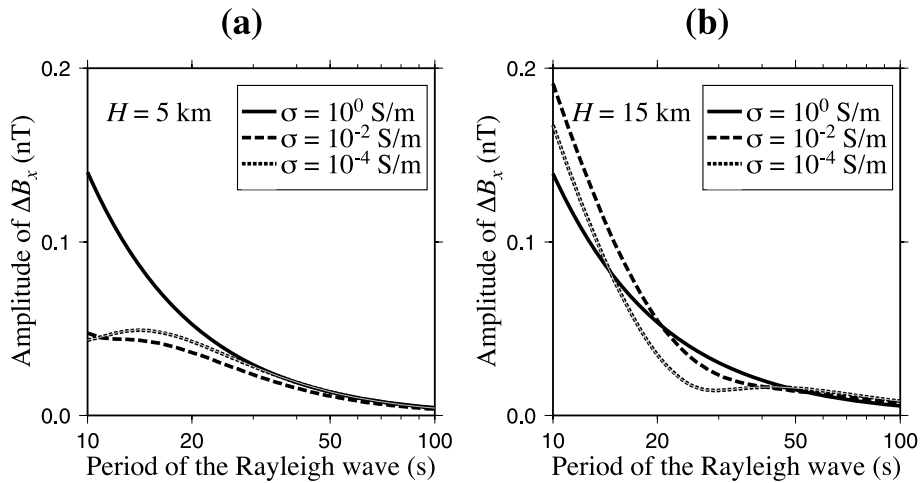 (a)
0.2
0.1
0.0
Amplitude of ΔBₓ (nT)
H = 5 km
σ = 10⁰ S/m
σ = 10⁻² S/m
σ = 10⁻⁴ S/m
10 20 50 100
Period of the Rayleigh wave (s)
(b)
0.2
0.1
0.0
Amplitude of ΔBₓ (nT)
H = 15 km
σ = 10⁰ S/m
σ = 10⁻² S/m
σ = 10⁻⁴ S/m
10 20 50 100
Period of the Rayleigh wave (s)